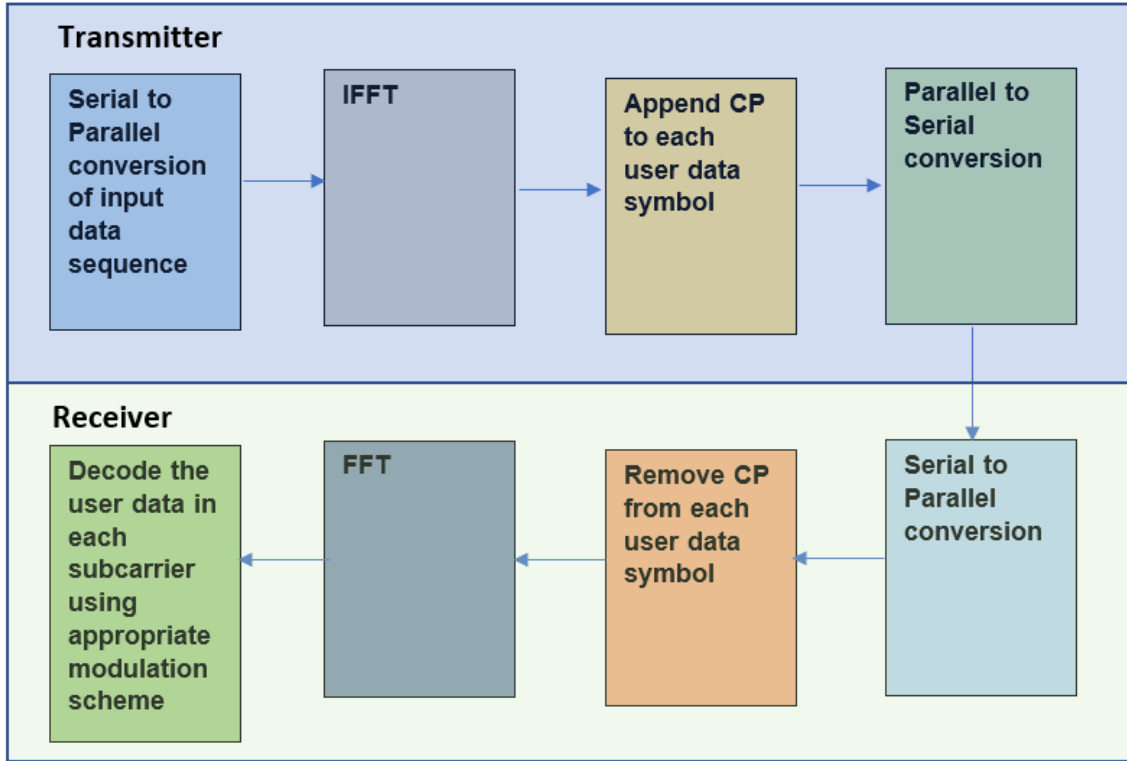 Transmitter
Serial to
Parallel
conversion
of input
data
sequence
IFFT
Append CP
to each
user data
symbol
Parallel to
Serial
conversion
Receiver
Decode the
user data in
each
subcarrier
using
appropriate
modulation
scheme
FFT
Remove CP
from each
user data
symbol
Serial to
Parallel
conversion